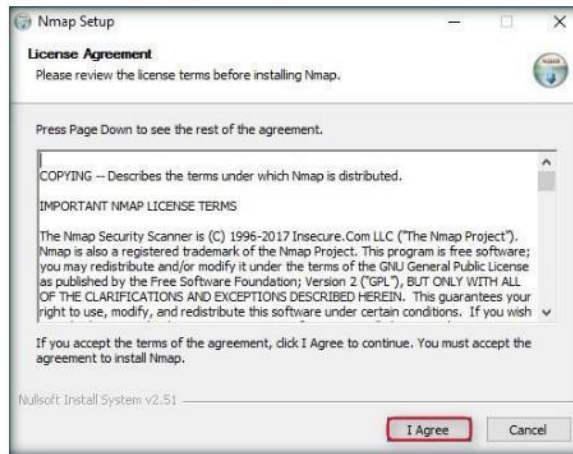 Nmap Setup
License Agreement
Please review the license terms before installing Nmap.
Press Page Down to see the rest of the agreement.
COPYING -- Describes the terms under which Nmap is distributed.
IMPORTANT NMAP LICENSE TERMS
The Nmap Security Scanner is (C) 1996-2017 Insecure.Com LLC ("The Nmap Project").
Nmap is also a registered trademark of the Nmap Project. This program is free software;
you may redistribute and/or modify it under the terms of the GNU General Public License
as published by the Free Software Foundation; Version 2 ("GPL"), BUT ONLY WITH ALL
OF THE CLARIFICATIONS AND EXCEPTIONS DESCRIBED HEREIN. This guarantees your
right to use, modify, and redistribute this software under certain conditions. If you wish
If you accept the terms of the agreement, click I Agree to continue. You must accept the
agreement to install Nmap.
Nullsoft Install System v2.51
I Agree
Cancel